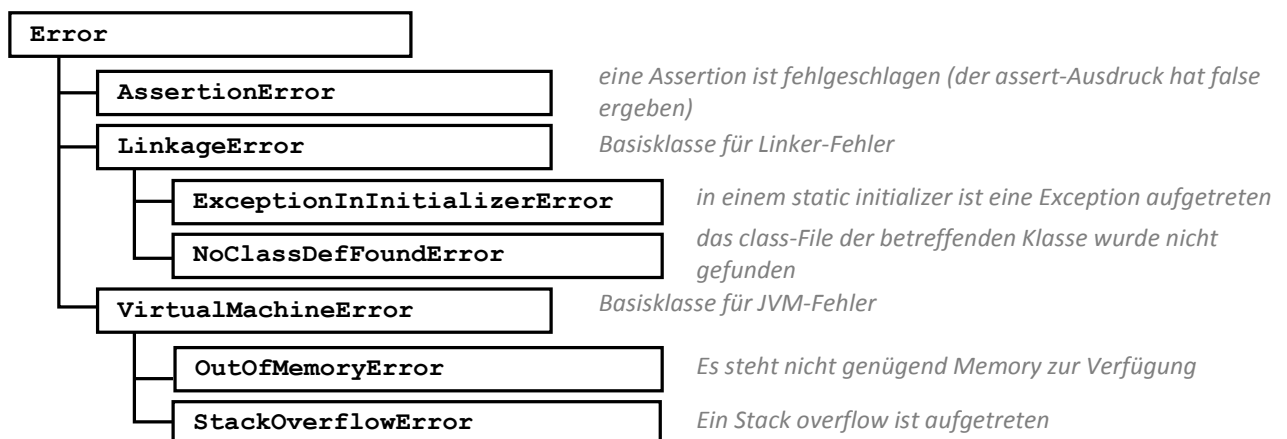 Error
AssertionError
eine Assertion ist fehlgeschlagen (der assert-Ausdruck hat false
ergeben)
LinkageError
Basisklasse für Linker-Fehler
ExceptionInInitializerError
in einem static initializer ist eine Exception aufgetreten
NoClassDefFoundError
das class-File der betreffenden Klasse wurde nicht
gefunden
VirtualMachineError
Basisklasse für JVM-Fehler
OutOfMemoryError
Es steht nicht genügend Memory zur Verfügung
StackOverflowError
Ein Stack overflow ist aufgetreten